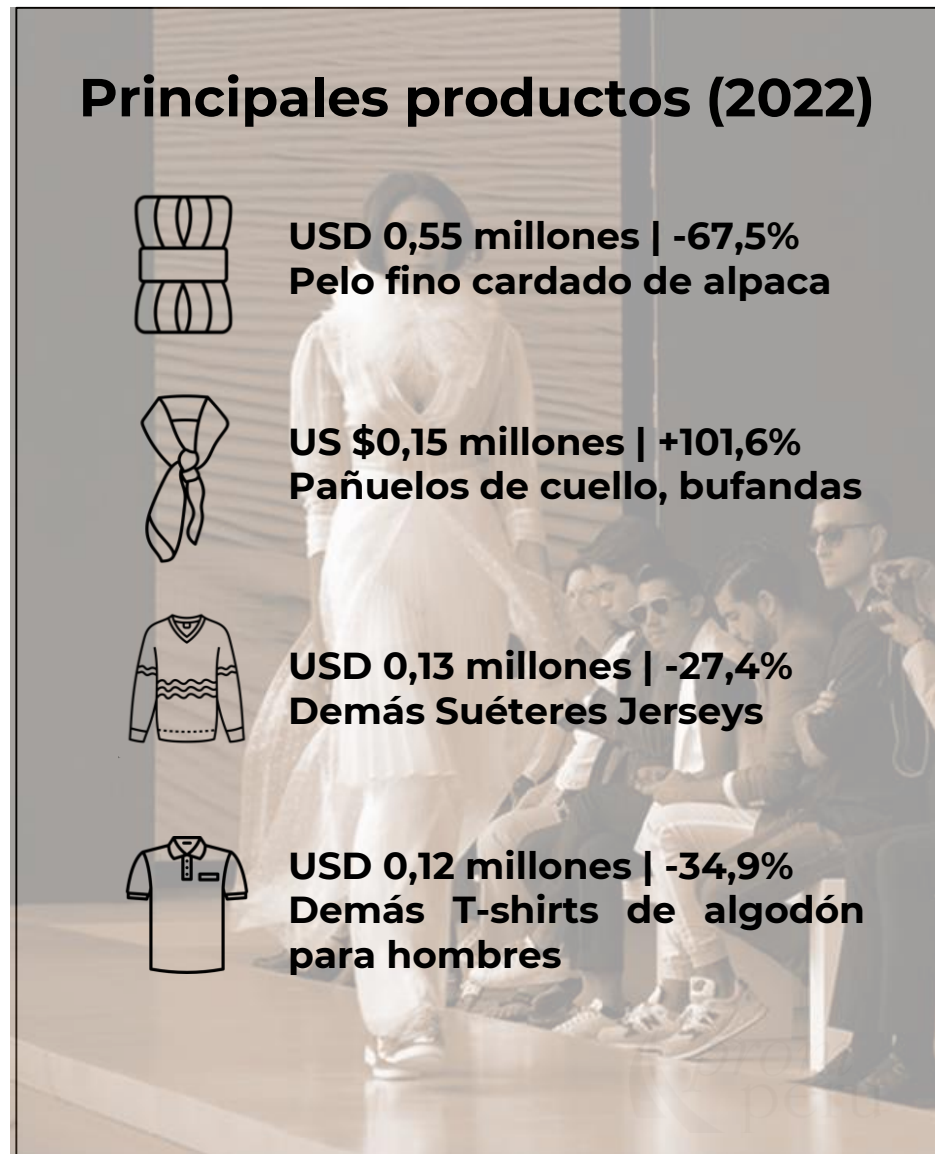 Principales productos (2022)
USD 0,55 millones | -67,5%
Pelo fino cardado de alpaca
US $0,15 millones | +101,6%
Pañuelos de cuello, bufandas
USD 0,13 millones | -27,4%
Demás Suéteres Jerseys
USD 0,12 millones | -34,9%
Demás T-shirts de algodón
para hombres
perú